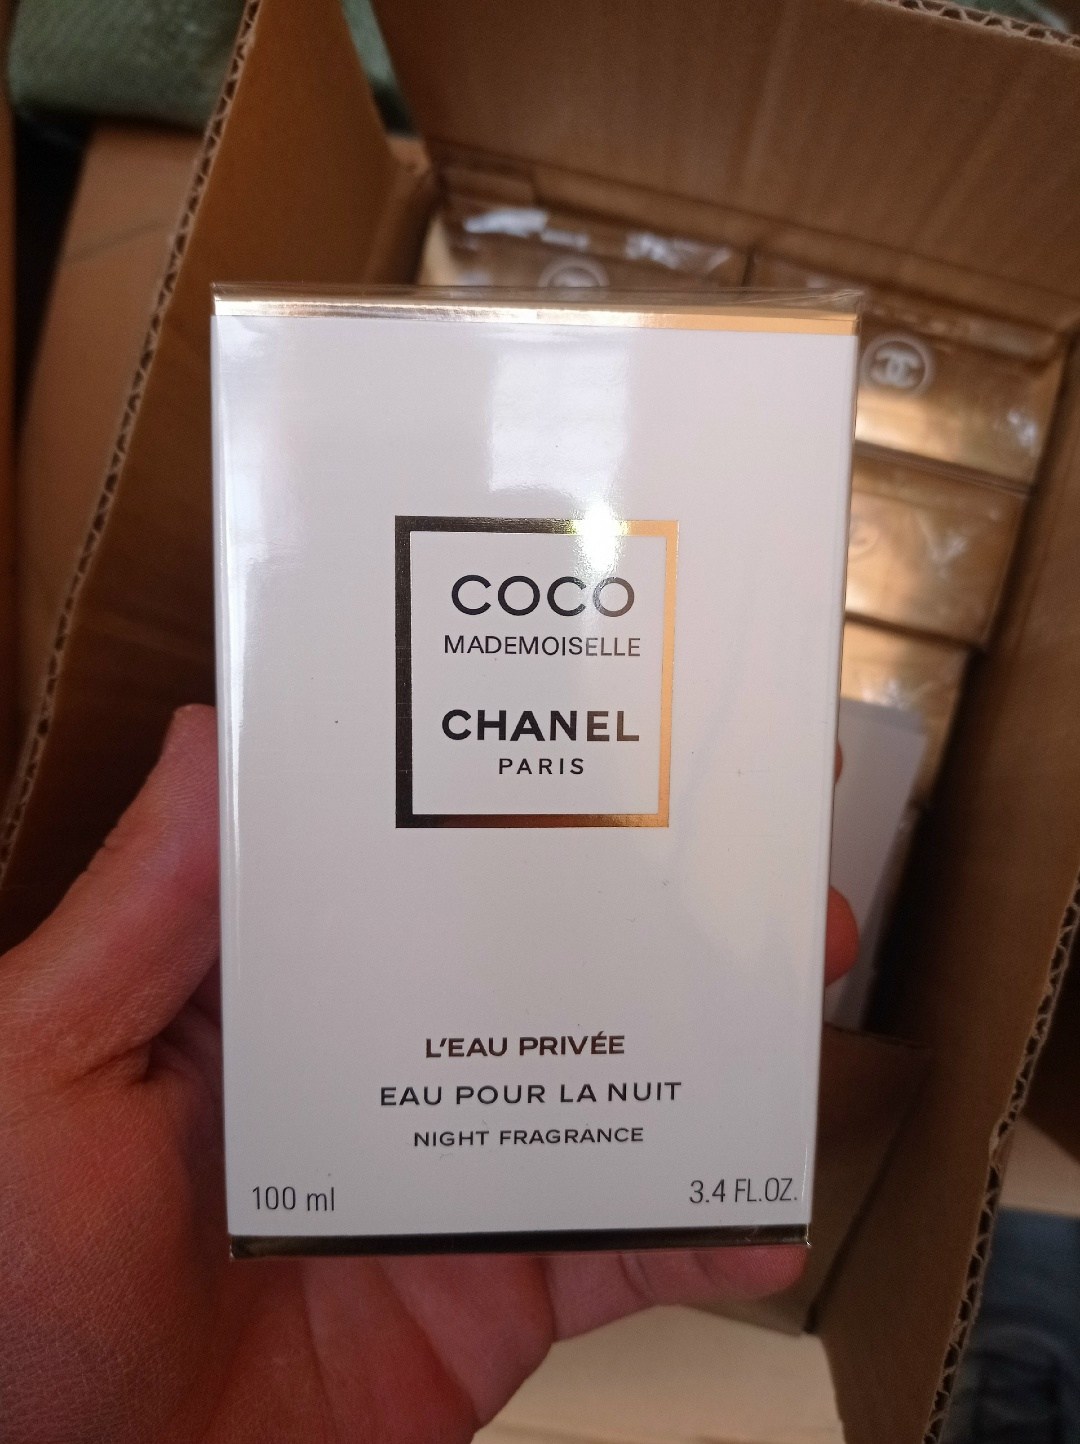 COCO
MADEMOISELLE
CHANEL
PARIS
L'EAU PRIVÉE
EAU POUR LA NUIT
NIGHT FRAGRANCE
100 ml
3.4 FL.OZ.